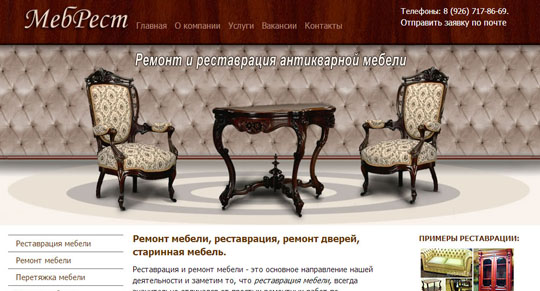 МебРест
Главная О компании Услуги Вакансии Контакты
Телефоны: 8 (926) 717-86-69.
Отправить заявку по почте
Ремонт и реставрация антикварной мебели
Реставрация мебели
Ремонт мебели
Перетяжка мебели
Ремонт мебели, реставрация, ремонт дверей,
старинная мебель.
Реставрация и ремонт мебели - это основное направление нашей
деятельности и заметим то, что реставрация мебели, всегда
ПРИМЕРЫ РЕСТАВРАЦИИ: